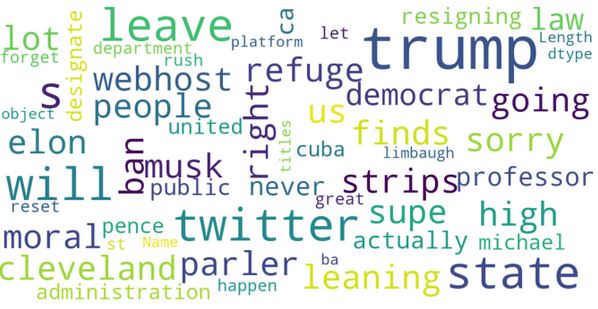 lot
forget
designate
leave
department
rush
platform
ca
let
resigning
law
Length
dtype
trump
webhost
refuge
s
object
people
us
democrat
going
elon
ban
united
right
titles
finds
sorry
musk
cuba
limbaugh
will
public
never
strips
professor
reset
great
moral
pence
twitter
supe
high
st
Name
actually
michael
cleveland
parler
ba
leaning
state
administration
happen